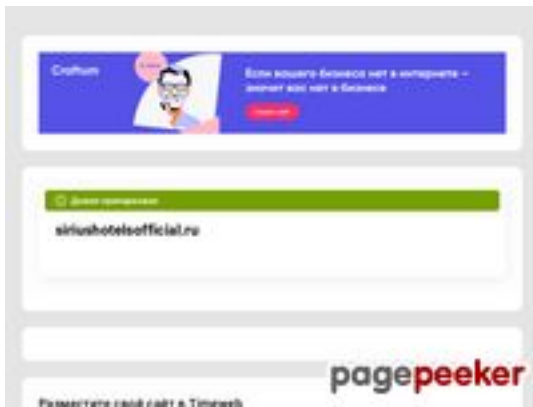 Craftum
Если вашего бизнеса нет в интернете –
значит вас нет в бизнесе
Домен припаркован
siriushotelsofficial.ru
pagepeeker
Разместите свой сайт в Timeweb